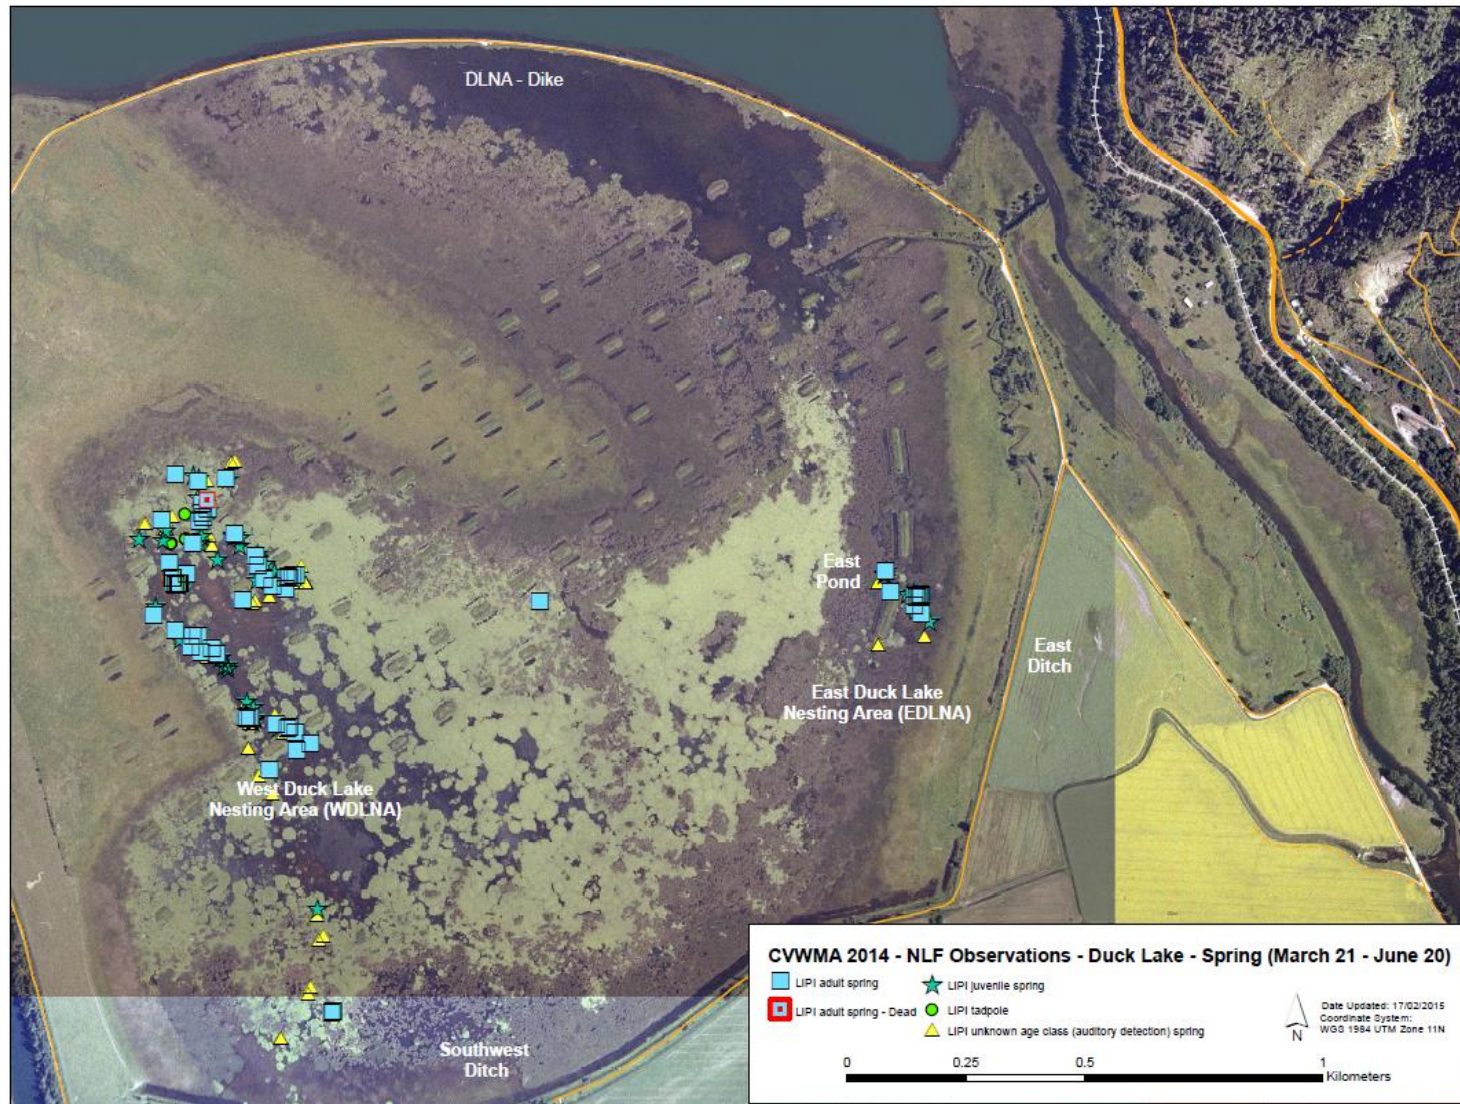 DLNA - Dike
East
Pond
East
Ditch
East Duck Lake
Nesting Area (EDLNA)
West Duck Lake
Nesting Area (WDLNA)
Southwest
Ditch
CVWMA 2014 - NLF Observations - Duck Lake - Spring (March 21 - June 20)
LIPI adult spring
LIPI juvenile spring
LIPI adult spring - Dead
LIPI tadpole
LIPI unknown age class (auditory detection) spring
N
Date Updated: 17/02/2015
Coordinate System:
WGS 1984 UTM Zone 11N
0 0.25 0.5 1
Kilometers